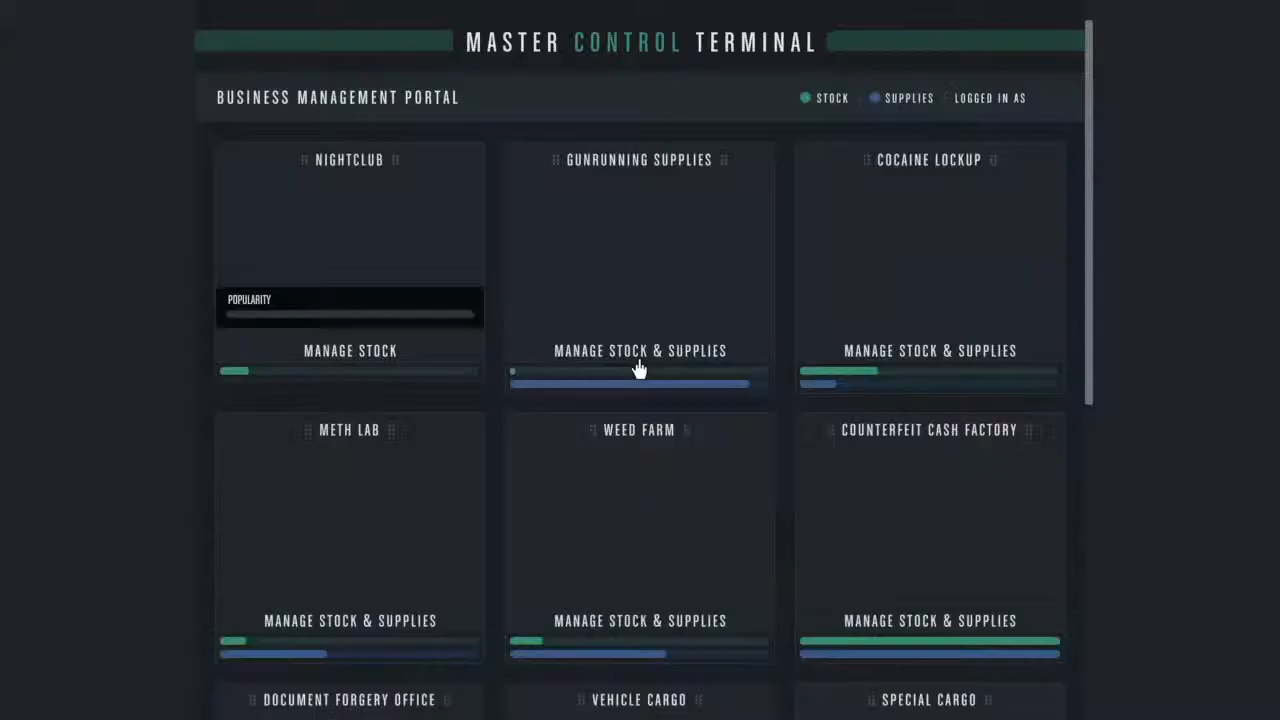 MASTER CONTROL TERMINAL
BUSINESS MANAGEMENT PORTAL
STOCK
SUPPLIES
LOGGED IN AS
NIGHTCLUB
GUNRUNNING SUPPLIES
COCAINE LOCKUP
POPULARITY
MANAGE STOCK
MANAGE STOCK & SUPPLIES
MANAGE STOCK & SUPPLIES
METH LAB
WEED FARM
COUNTERFEIT CASH FACTORY
MANAGE STOCK & SUPPLIES
MANAGE STOCK & SUPPLIES
MANAGE STOCK & SUPPLIES
DOCUMENT FORGERY OFFICE
VEHICLE CARGO
SPECIAL CARGO